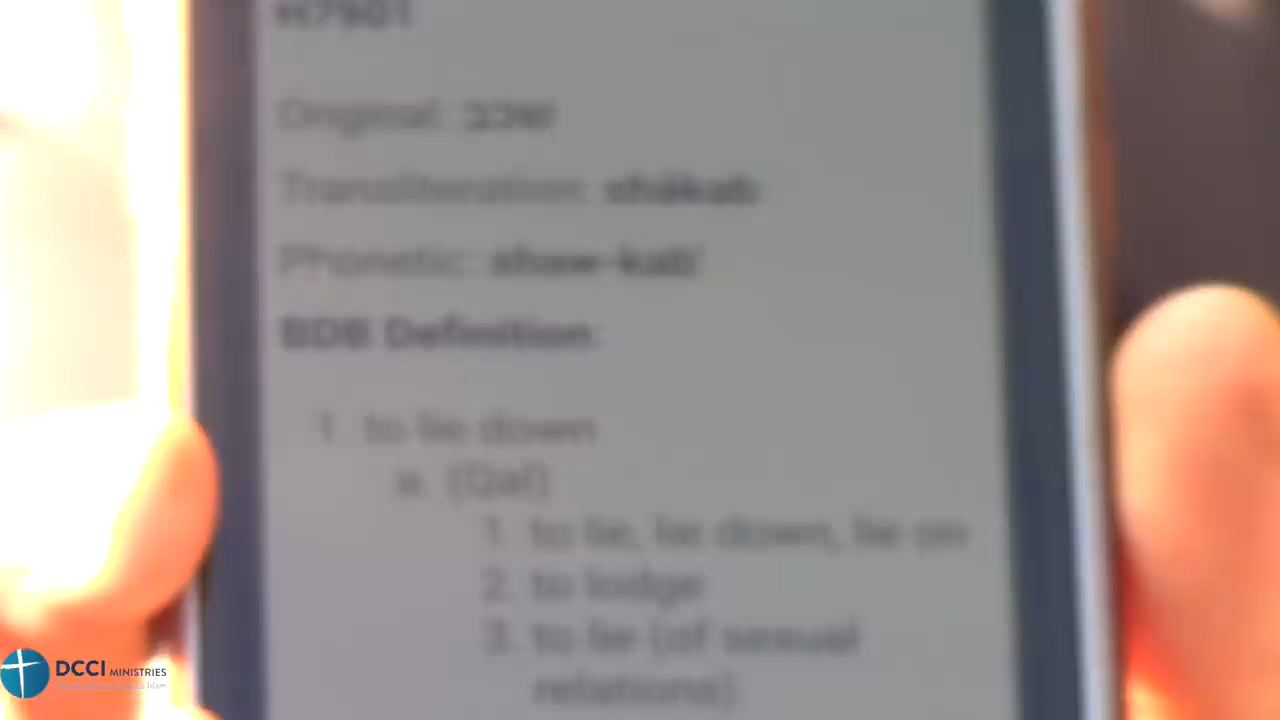 H7901
Original: שכב
Transliteration: shâkab
Phonetic: shaw-kab'
BDB Definition:
1. to lie down
a. (Qal)
1. to lie, lie down, lie on
2. to lodge
3. to lie (of sexual
relations)
DCCI MINISTRIES